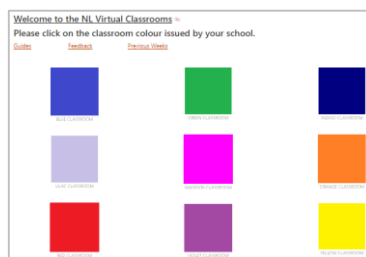 Welcome to the NL Virtual Classrooms
Please click on the classroom colour issued by your school.
Guides Feedback Previous Weeks
BLUE CLASSROOM GREEN CLASSROOM INDIGO CLASSROOM
LILAC CLASSROOM MAGENTA CLASSROOM ORANGE CLASSROOM
RED CLASSROOM VIOLET CLASSROOM YELLOW CLASSROOM